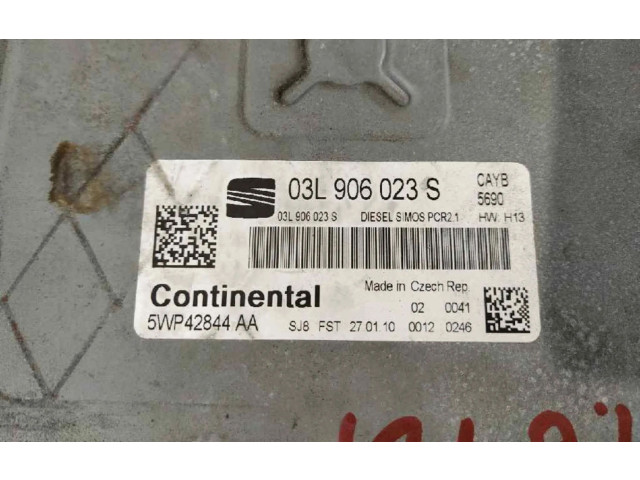 03L 906 023 S CAYB
5690
03L 906 023 S DIESEL SIMOS PCR2.1 HW: H13
Continental Made in Czech Rep
02 0041
5WP42844 AA SJ8 FST 27.01.10 0012 0246